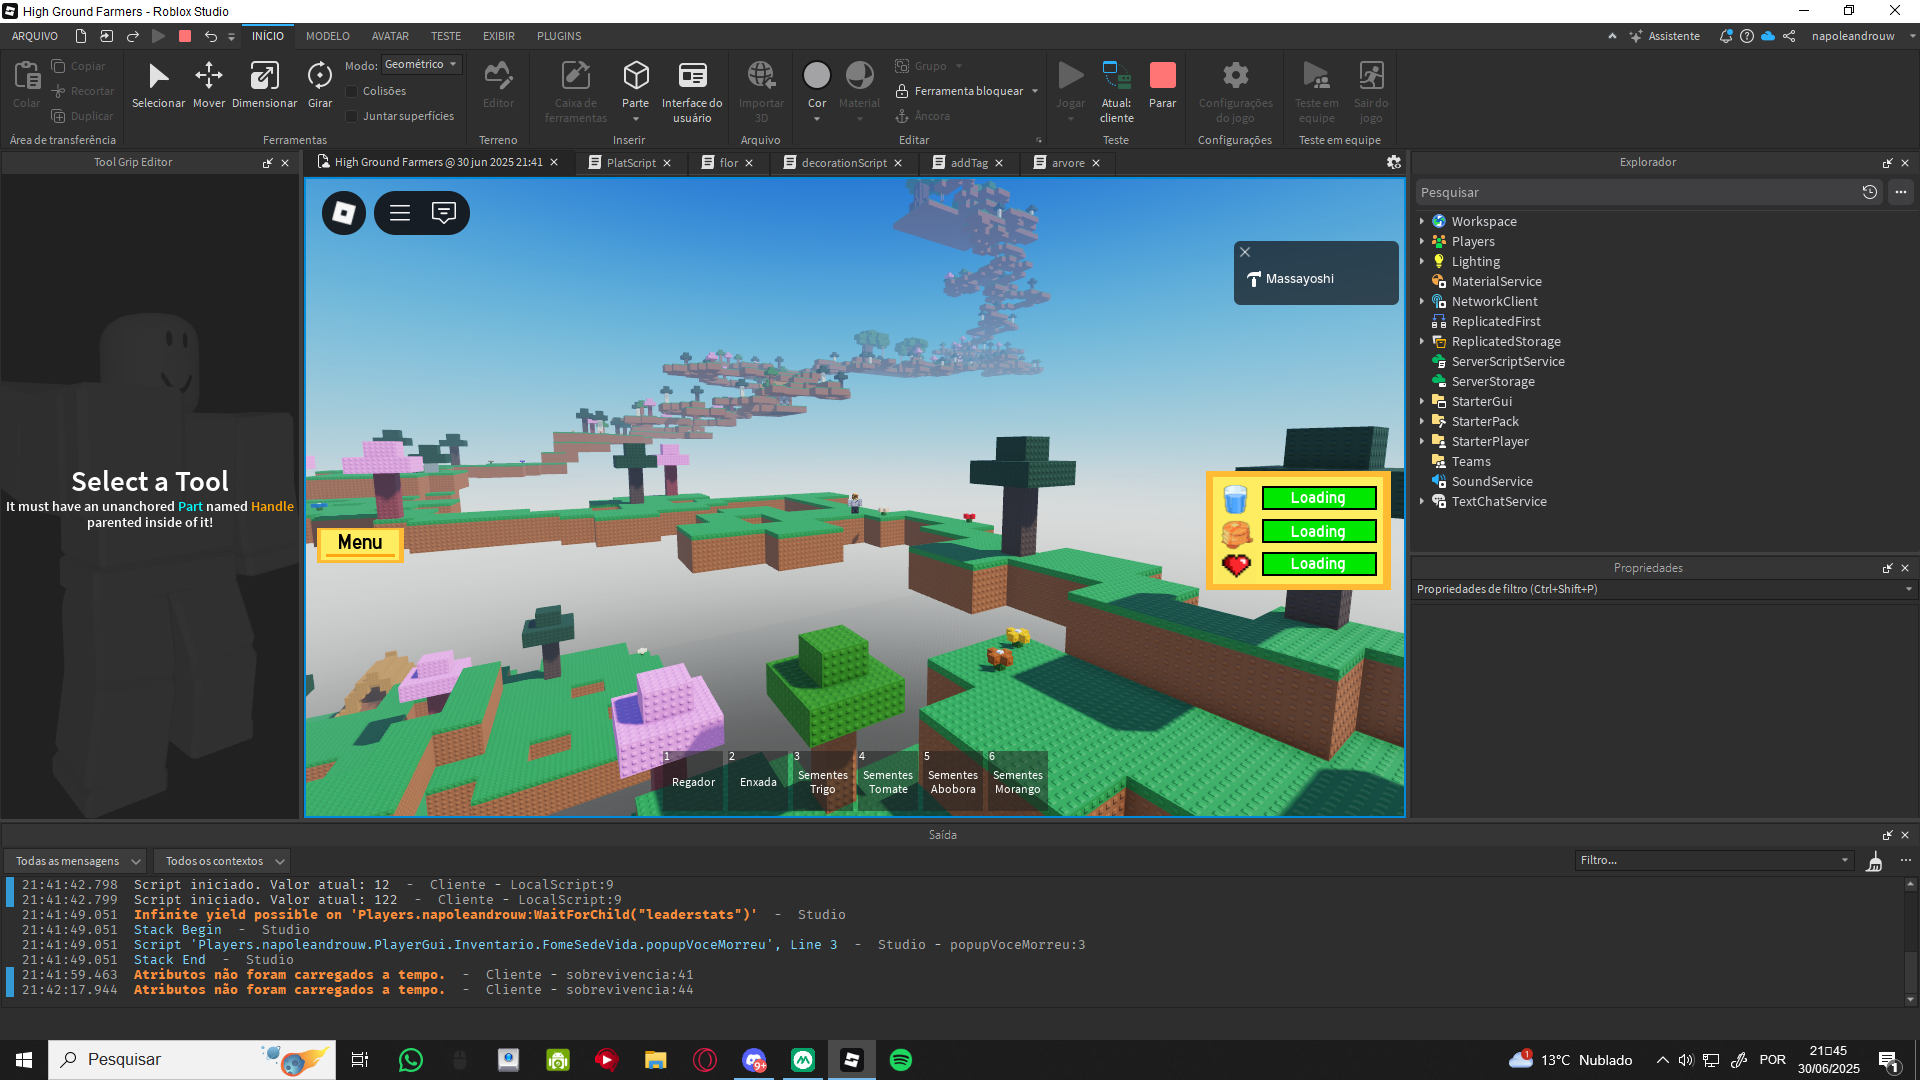 High Ground Farmers - Roblox Studio
ARQUIVO
INÍCIO
MODELO
AVATAR
TESTE
EXIBIR
PLUGINS
Assistente
napoleandrouw
Colar
Copiar
Recortar
Duplicar
Área de transferência
Selecionar
Mover
Dimensionar
Girar
Modo:
Geométrico
Colisões
Juntar superfícies
Ferramentas
Editor
Terreno
Caixa de
ferramentas
Parte
Interface do
usuário
Inserir
Importar
3D
Arquivo
Cor
Material
Grupo
Ferramenta bloquear
Âncora
Editar
Jogar
Atual:
cliente
Parar
Teste
Configurações
do jogo
Configurações
Teste em
equipe
Sair do
jogo
Teste em equipe
Tool Grip Editor
High Ground Farmers @ 30 jun 2025 21:41
PlatScript
flor
decorationScript
addTag
arvore
Select a Tool
It must have an unanchored Part named Handle
parented inside of it!
Massayoshi
Menu
Loading
Loading
Loading
1
Regador
2
Enxada
3
Sementes
Trigo
4
Sementes
Tomate
5
Sementes
Abobora
6
Sementes
Morango
Explorador
Pesquisar
Workspace
Players
Lighting
MaterialService
NetworkClient
ReplicatedFirst
ReplicatedStorage
ServerScriptService
ServerStorage
StarterGui
StarterPack
StarterPlayer
Teams
SoundService
TextChatService
Propriedades
Propriedades de filtro (Ctrl+Shift+P)
Saída
Todas as mensagens
Todos os contextos
Filtro...
21:41:42.798 Script iniciado. Valor atual: 12 - Cliente - LocalScript:9
21:41:42.799 Script iniciado. Valor atual: 122 - Cliente - LocalScript:9
21:41:49.051 Infinite yield possible on 'Players.napoleandrouw:WaitForChild("leaderstats")' - Studio
21:41:49.051 Stack Begin - Studio
21:41:49.051 Script 'Players.napoleandrouw.PlayerGui.Inventario.FomeSedeVida.popupVoceMorreu', Line 3 - Studio - popupVoceMorreu:3
21:41:49.051 Stack End - Studio
21:41:59.463 Atributos não foram carregados a tempo. - Cliente - sobrevivencia:41
21:42:17.944 Atributos não foram carregados a tempo. - Cliente - sobrevivencia:44
Pesquisar
9+
1
13°C Nublado
POR
21:45
30/06/2025
1